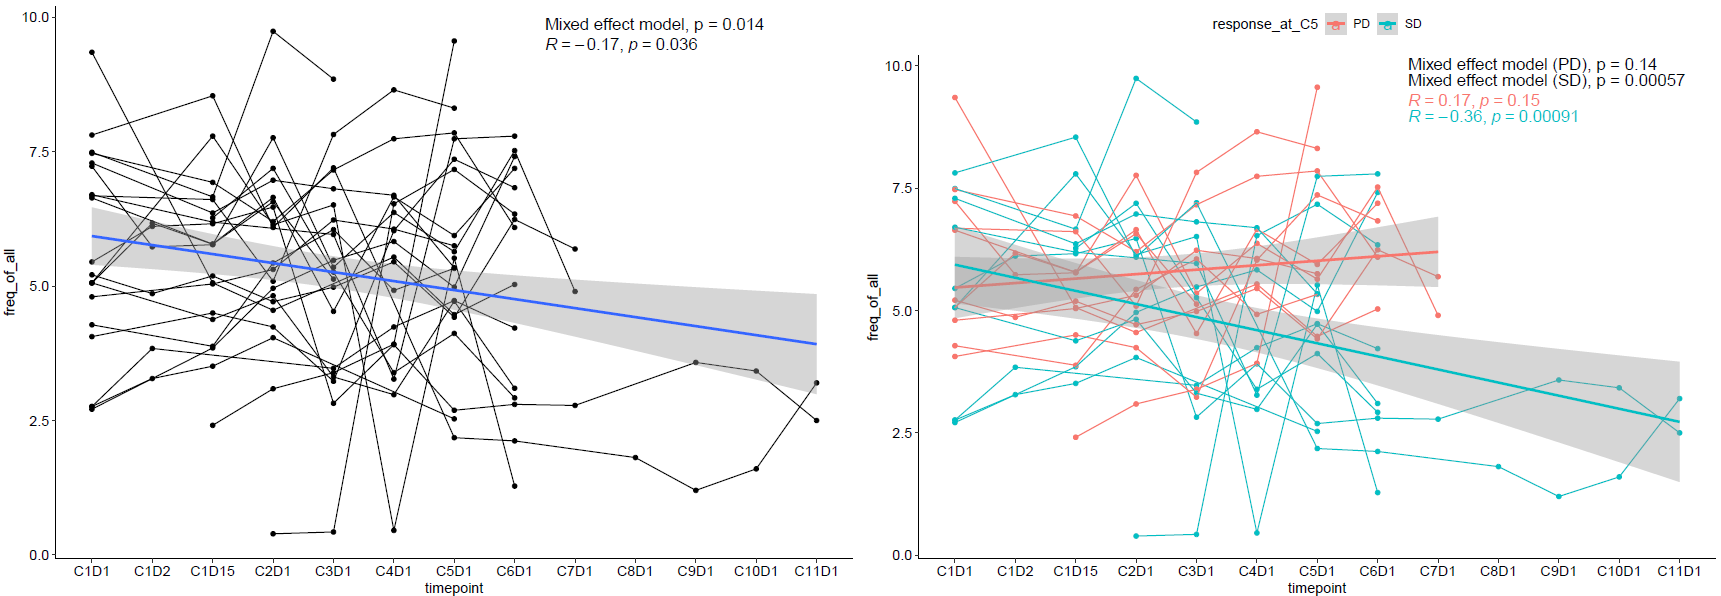 Mixed effect model, p = 0.014
R = −0.17, p = 0.036
10.0
7.5
5.0
2.5
0.0
freq_of_all
C1D1 C1D2 C1D15 C2D1 C3D1 C4D1 C5D1 C6D1 C7D1 C8D1 C9D1 C10D1 C11D1
timepoint
response_at_C5 a PD a SD
Mixed effect model (PD), p = 0.14
Mixed effect model (SD), p = 0.00057
R = 0.17, p = 0.15
R = −0.36, p = 0.00091
10.0
7.5
5.0
2.5
0.0
freq_of_all
C1D1 C1D2 C1D15 C2D1 C3D1 C4D1 C5D1 C6D1 C7D1 C8D1 C9D1 C10D1 C11D1
timepoint